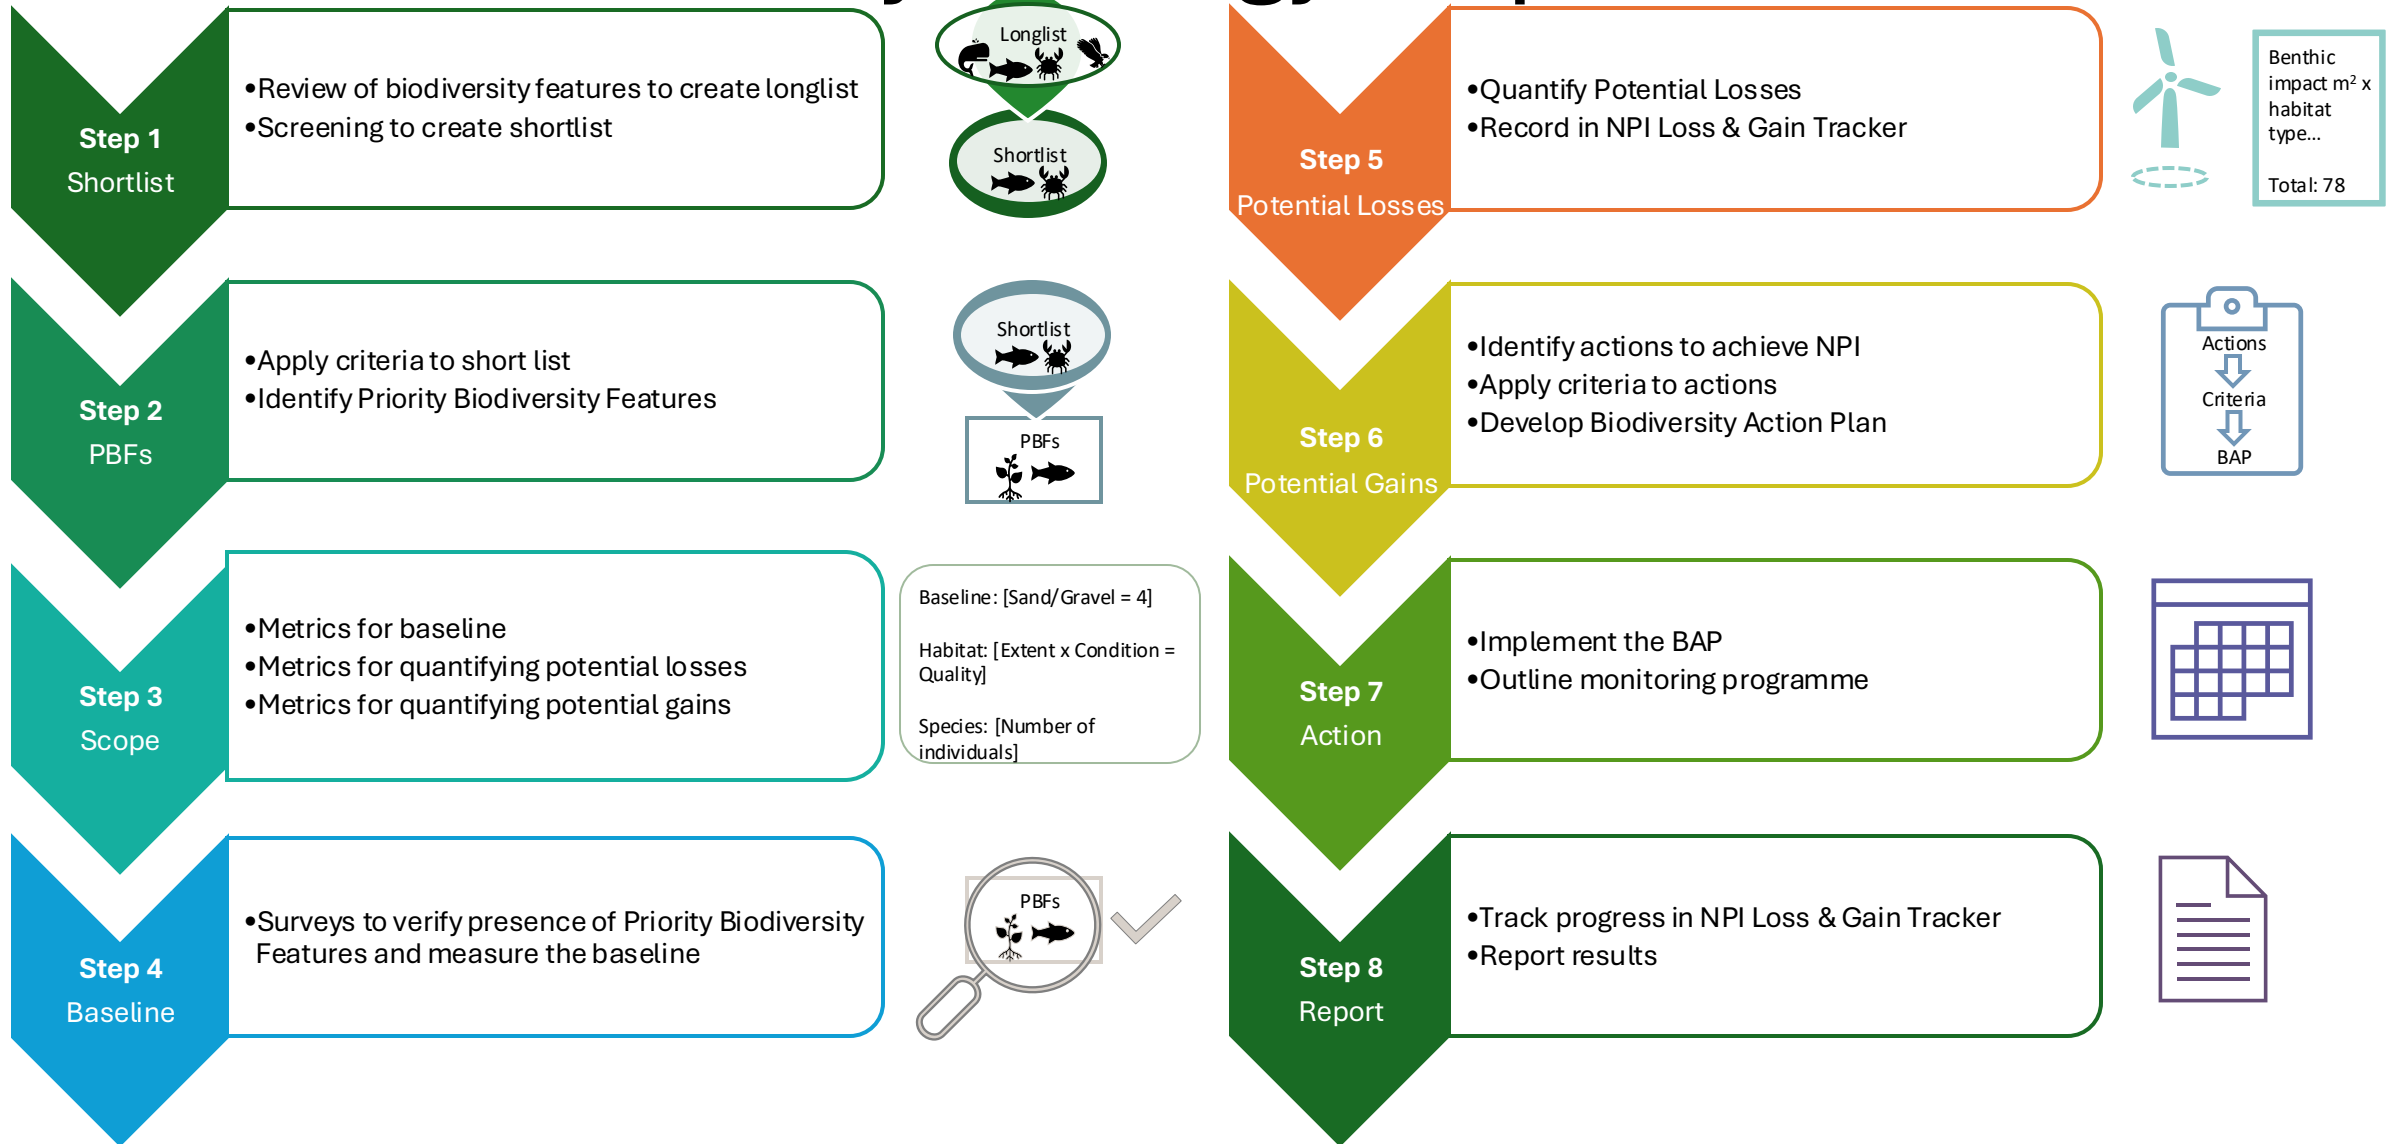 Step 1
Shortlist
•Review of biodiversity features to create longlist
•Screening to create shortlist
Longlist
Shortlist
Step 2
PBFs
•Apply criteria to short list
•Identify Priority Biodiversity Features
Shortlist
PBFs
Step 3
Scope
•Metrics for baseline
•Metrics for quantifying potential losses
•Metrics for quantifying potential gains
Baseline: [Sand/Gravel = 4]
Habitat: [Extent x Condition =
Quality]
Species: [Number of
individuals]
Step 4
Baseline
•Surveys to verify presence of Priority Biodiversity
Features and measure the baseline
PBFs
Step 5
Potential Losses
•Quantify Potential Losses
•Record in NPI Loss & Gain Tracker
Benthic
impact m² x
habitat
type...
Total: 78
Step 6
Potential Gains
•Identify actions to achieve NPI
•Apply criteria to actions
•Develop Biodiversity Action Plan
Actions
Criteria
BAP
Step 7
Action
•Implement the BAP
•Outline monitoring programme
Step 8
Report
•Track progress in NPI Loss & Gain Tracker
•Report results